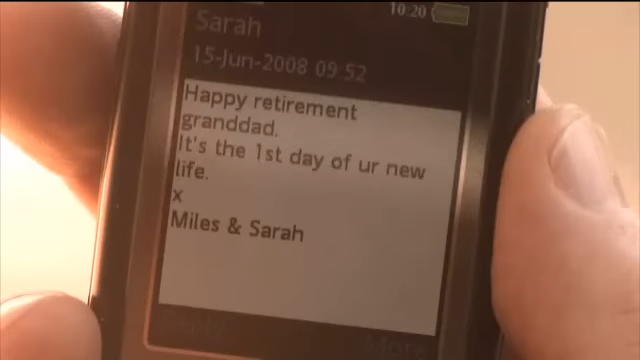 10:20
Sarah
15-Jun-2008 09:52
Happy retirement
granddad.
It's the 1st day of ur new
life.
x
Miles & Sarah
More